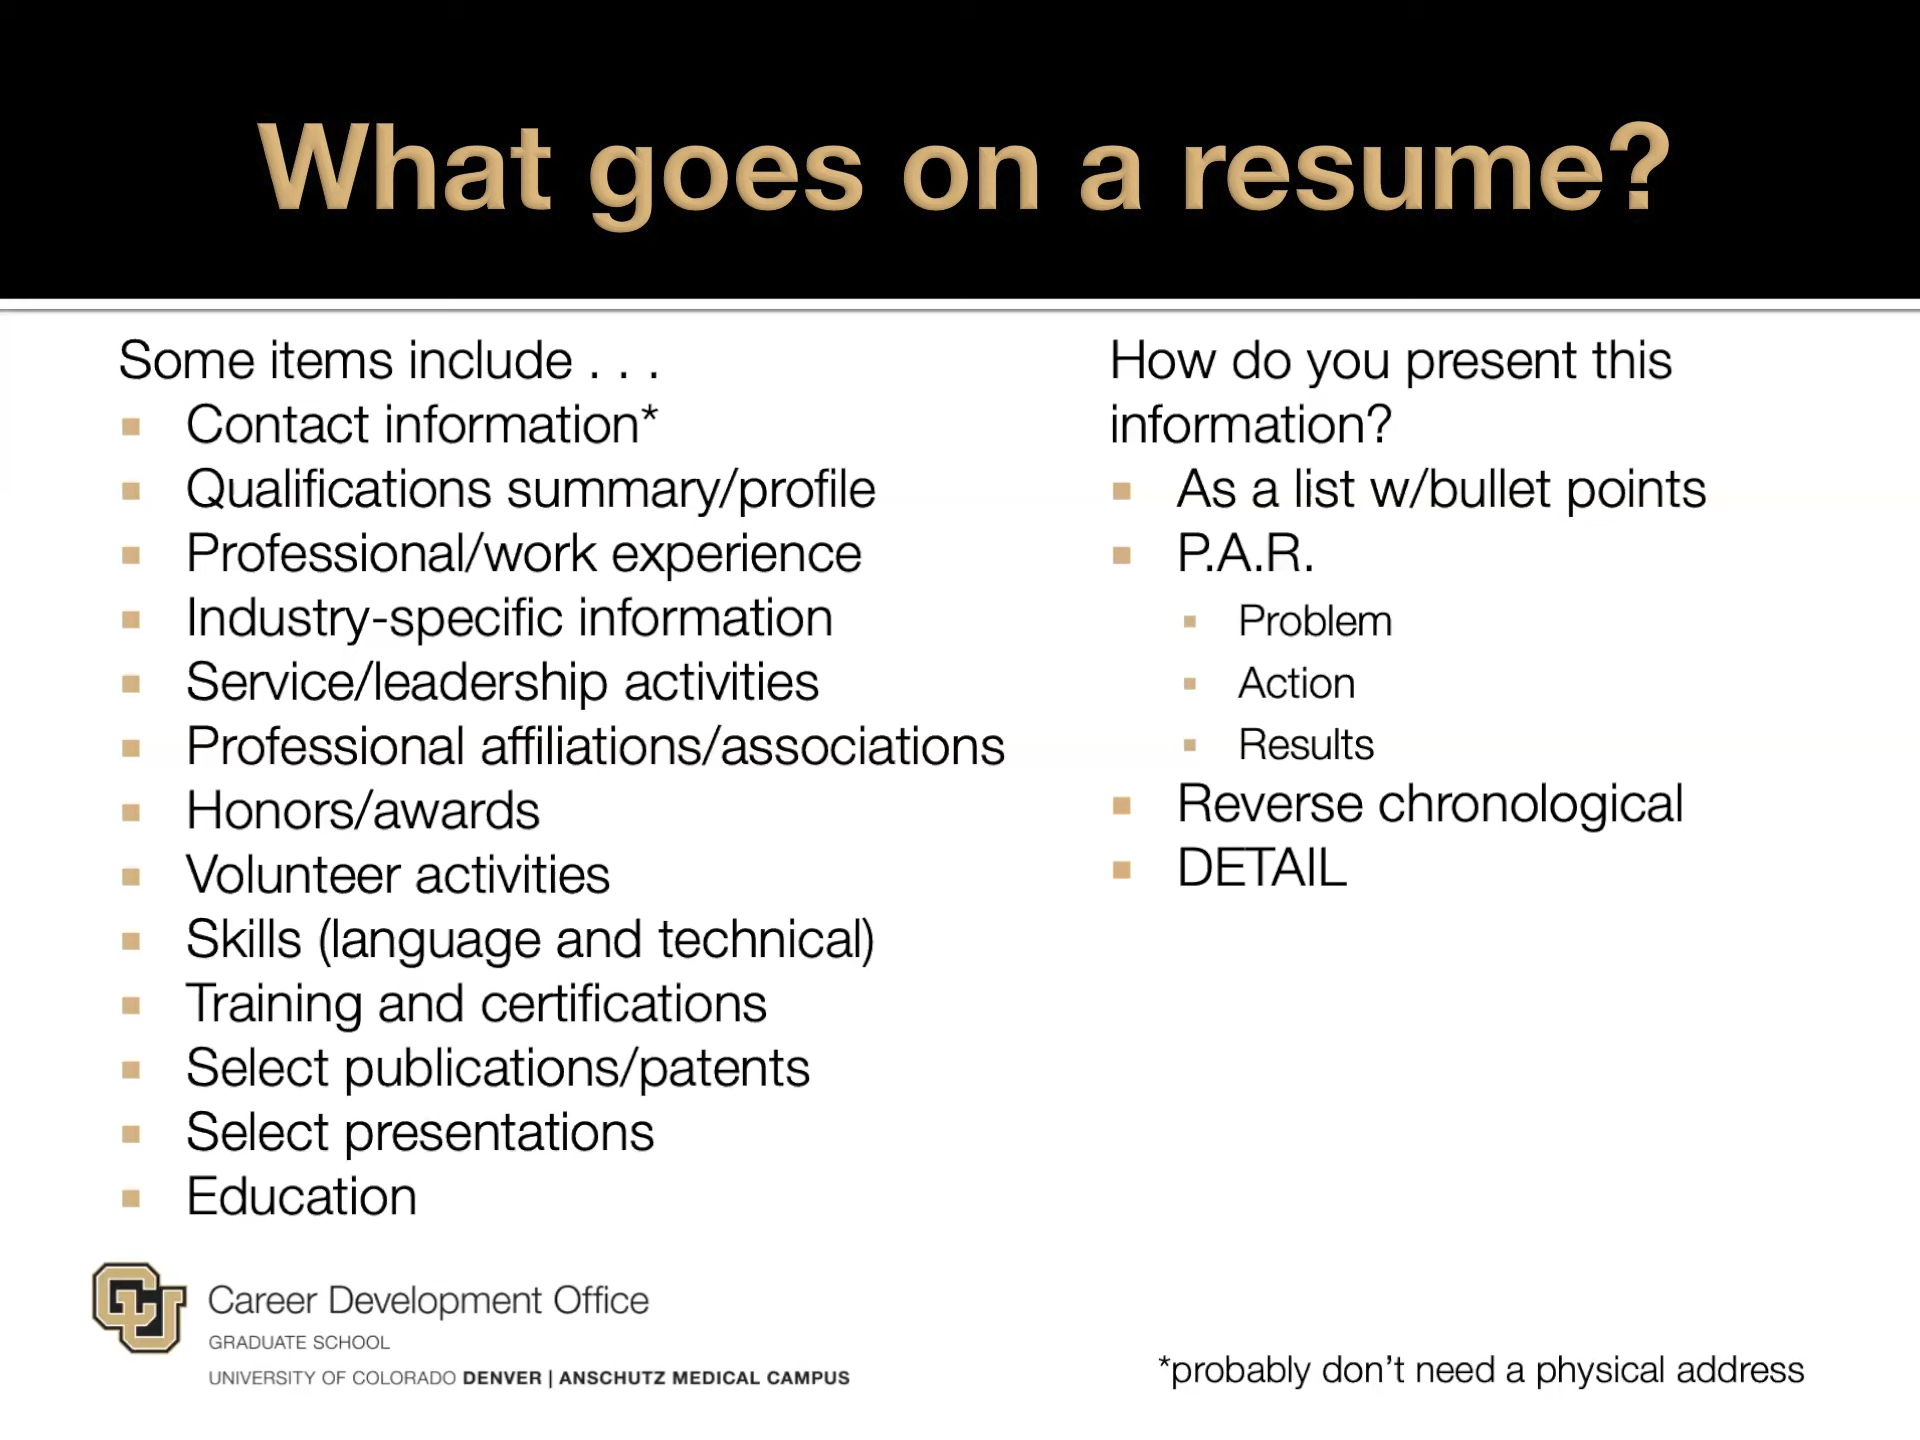 What goes on a resume?
Some items include . . .
Contact information*
Qualifications summary/profile
Professional/work experience
Industry-specific information
Service/leadership activities
Professional affiliations/associations
Honors/awards
Volunteer activities
Skills (language and technical)
Training and certifications
Select publications/patents
Select presentations
Education
How do you present this
information?
As a list w/bullet points
P.A.R.
Problem
Action
Results
Reverse chronological
DETAIL
CU
Career Development Office
GRADUATE SCHOOL
UNIVERSITY OF COLORADO DENVER | ANSCHUTZ MEDICAL CAMPUS
*probably don't need a physical address